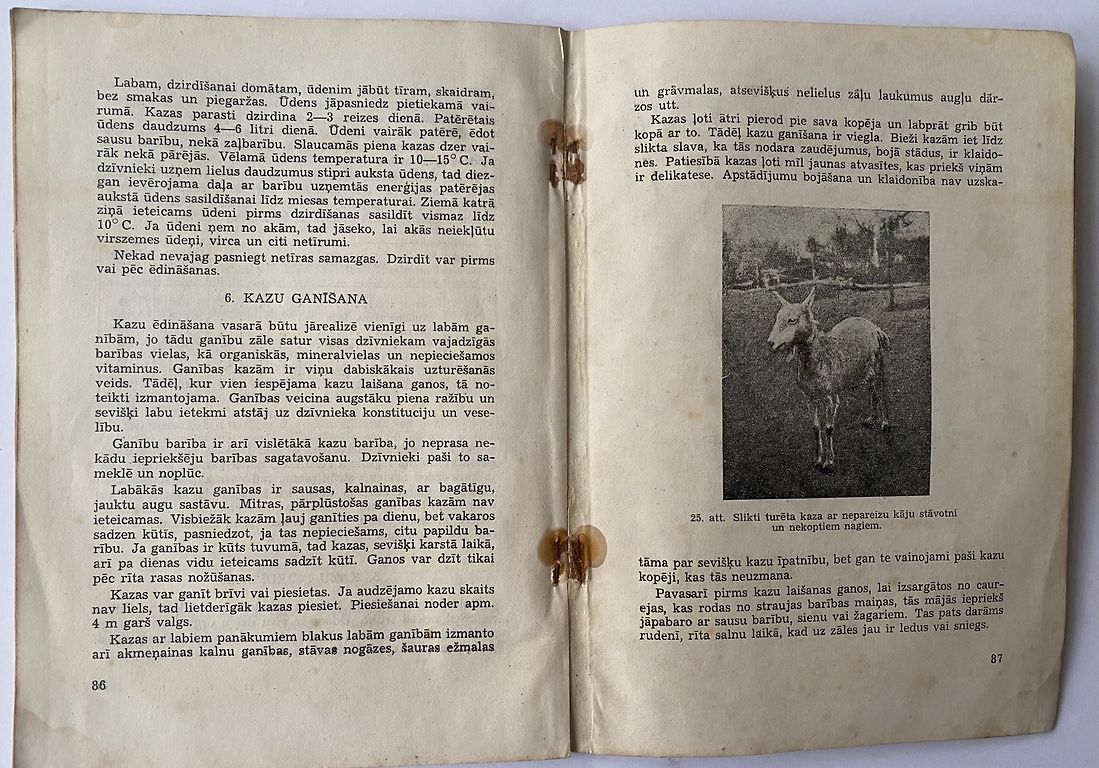 Labam, dzirdīšanai domātam, ūdenim jābūt tīram, skaidram,
bez smakas un piegaržas. Ūdens jāpasniedz pietiekamā vai-
rumā. Kazas parasti dzirdina 2—3 reizes dienā. Patērētais
ūdens daudzums 4—6 litri dienā. Ūdeni vairāk patērē, ēdot
sausu barību, nekā zaļbarību. Slaucamās piena kazas dzer vai-
rāk nekā pārējās. Vēlamā ūdens temperatura ir 10—15° C. Ja
dzīvnieki uzņem lielus daudzumus stipri auksta ūdens, tad diez-
gan ievērojama daļa ar barību uzņemtās enerģijas patērējas
aukstā ūdens sasildīšanai līdz miesas temperaturai. Ziemā katrā
ziņā ieteicams ūdeni pirms dzirdīšanas sasildīt vismaz līdz
10° C. Ja ūdeni ņem no akām, tad jāseko, lai akās neiekļūtu
virszemes ūdeņi, virca un citi netīrumi.
Nekad nevajag pasniegt netīras samazgas. Dzirdīt var pirms
vai pēc ēdināšanas.
6. KAZU GANĪŠANA
Kazu ēdināšana vasarā būtu jārealizē vienīgi uz labām ga-
nībām, jo tādu ganību zāle satur visas dzīvniekam vajadzīgās
barības vielas, kā organiskās, mineralvielas un nepieciešamos
vitaminus. Ganības kazām ir viņu dabiskākais uzturēšanās
veids. Tādēļ, kur vien iespējama kazu laišana ganos, tā no-
teikti izmantojama. Ganības veicina augstāku piena ražību un
sevišķi labu ietekmi atstāj uz dzīvnieka konstituciju un vese-
lību.
Ganību barība ir arī vislētākā kazu barība, jo neprasa ne-
kādu iepriekšēju barības sagatavošanu. Dzīvnieki paši to sa-
meklē un noplūc.
Labākās kazu ganības ir sausas, kalnainas, ar bagātīgu,
jauktu augu sastāvu. Mitras, pārplūstošas ganības kazām nav
ieteicamas. Visbiežāk kazām ļauj ganīties pa dienu, bet vakaros
sadzen kūtīs, pasniedzot, ja tas nepieciešams, citu papildu ba-
rību. Ja ganības ir kūts tuvumā, tad kazas, sevišķi karstā laikā,
arī pa dienas vidu ieteicams sadzīt kūtī. Ganos var dzīt tikai
pēc rīta rasas nožūšanas.
Kazas var ganīt brīvi vai piesietas. Ja audzējamo kazu skaits
nav liels, tad lietderīgāk kazas piesiet. Piesiešanai noder apm.
4 m garš valgs.
Kazas ar labiem panākumiem blakus labām ganībām izmanto
arī akmeņainas kalnu ganības, stāvas nogāzes, šauras ežmalas
86
un grāvmalas, atsevišķus nelielus zāļu laukumus augļu dār-
zos utt.
Kazas ļoti ātri pierod pie sava kopēja un labprāt grib būt
kopā ar to. Tādēļ kazu ganīšana ir viegla. Bieži kazām iet līdz
slikta slava, ka tās nodara zaudējumus, bojā stādus, ir klaido-
nes. Patiesībā kazas ļoti mīl jaunas atvasītes, kas priekš viņām
ir delikatese. Apstādījumu bojāšana un klaidonība nav uzska-
25. att. Slikti turēta kaza ar nepareizu kāju stāvotni
un nekoptiem nagiem.
tāma par sevišķu kazu īpatnību, bet gan te vainojami paši kazu
kopēji, kas tās neuzmana.
Pavasarī pirms kazu laišanas ganos, lai izsargātos no caur-
ejas, kas rodas no straujas barības maiņas, tās mājās iepriekš
jāpabaro ar sausu barību, sienu vai žagariem. Tas pats darāms
rudenī, rīta salnu laikā, kad uz zāles jau ir ledus vai sniegs.
87